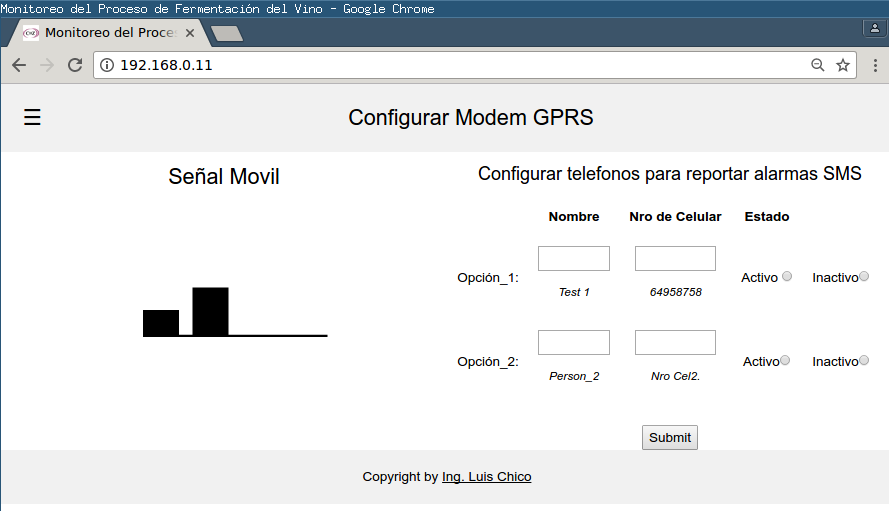 Monitoreo del Proceso de Fermentación del Vino - Google Chrome
Monitoreo del Proce
192.168.0.11
☰ Configurar Modem GPRS
Señal Movil
Configurar telefonos para reportar alarmas SMS
Nombre Nro de Celular Estado
Opción_1: Activo Inactivo
Test 1 64958758
Opción_2: Activo Inactivo
Person_2 Nro Cel2.
Submit
Copyright by Ing. Luis Chico